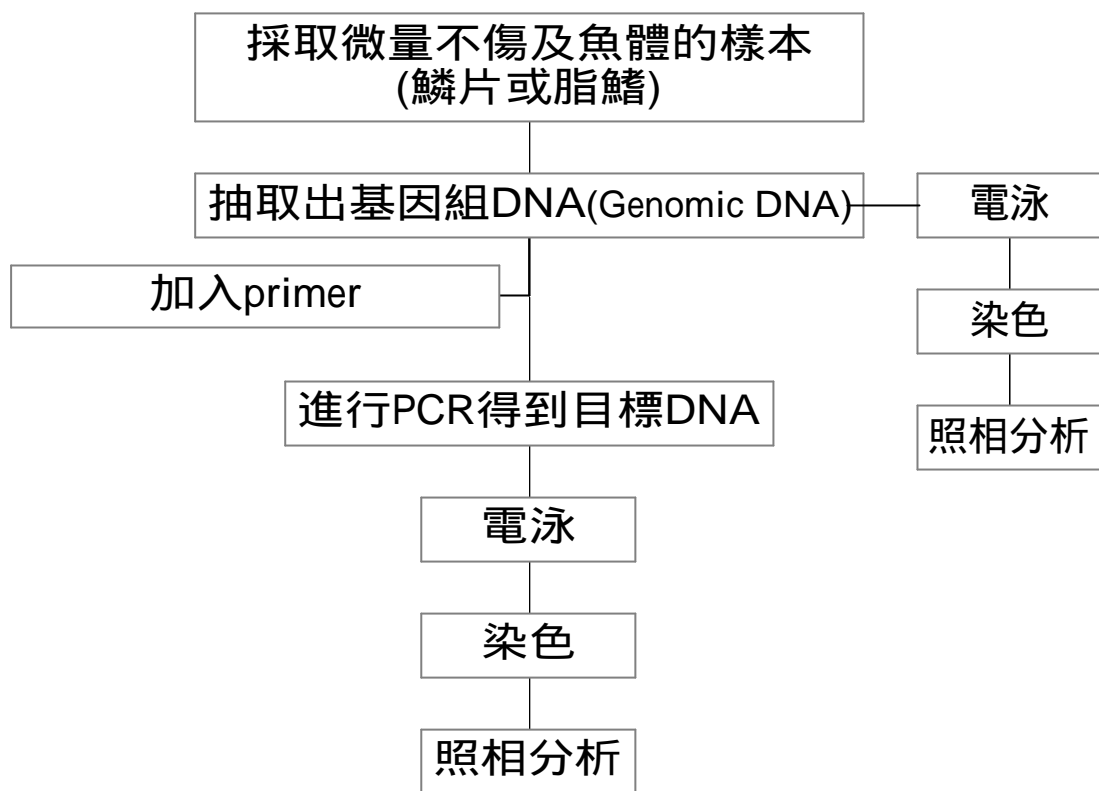 採取微量不傷及魚體的樣本
(鱗片或脂鰭)
抽取出基因組DNA(Genomic DNA)
電泳
加入primer
染色
進行PCR得到目標DNA
照相分析
電泳
染色
照相分析